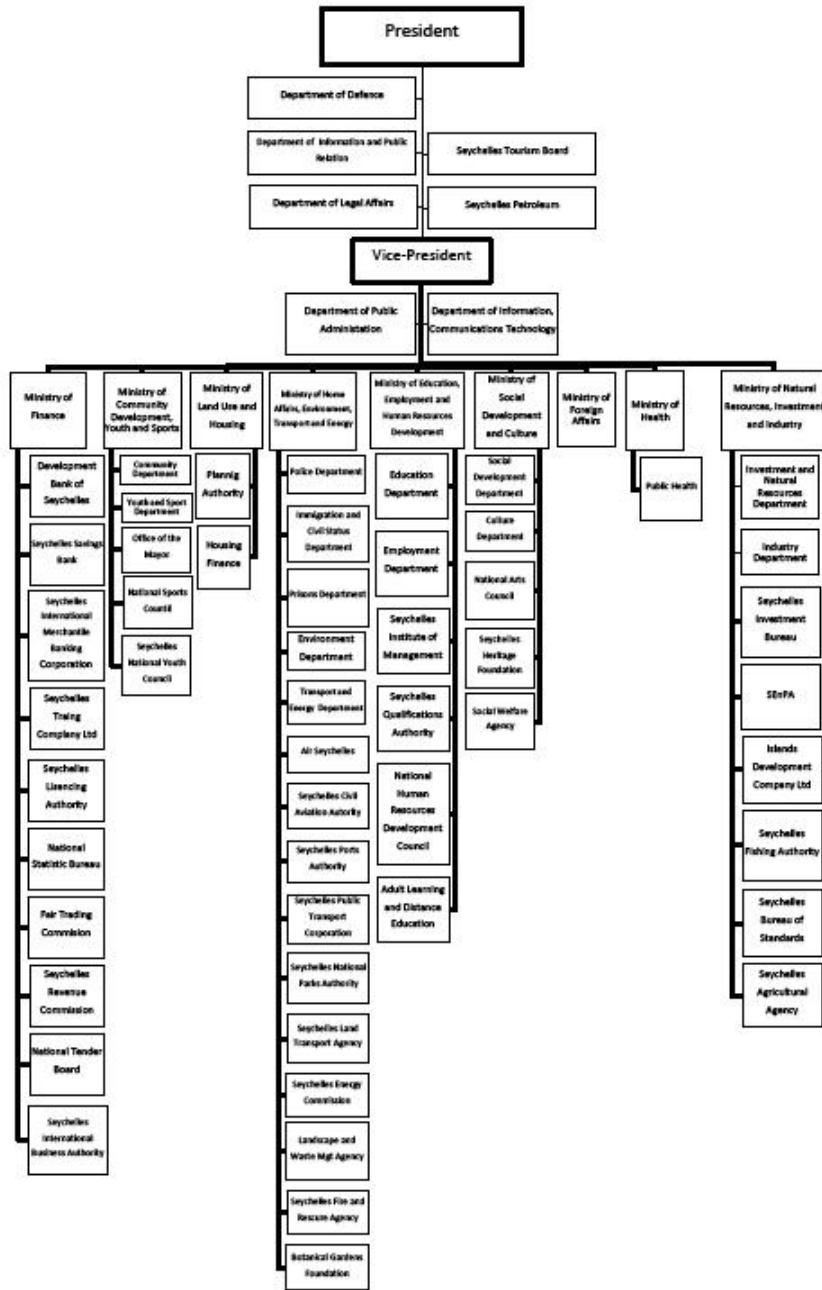 President
Department of Defence
Department of Information and Public
Relation
Seychelles Tourism Board
Department of Legal Affairs
Seychelles Petroleum
Vice-President
Department of Public
Administation
Department of Information,
Communications Technology
Ministry of
Finance
Ministry of
Community
Development,
Youth and Sports
Ministry of
Land Use and
Housing
Ministry of Home
Affairs, Environment,
Transport and Energy
Ministry of Education,
Employment and
Human Resources
Development
Ministry of
Social
Development
and Culture
Ministry of
Foreign
Affairs
Ministry of
Health
Ministry of Natural
Resources, Investment
and Industry
Development
Bank of
Seychelles
Seychelles Savings
Bank
Seychelles
International
Merchantile
Banking
Corporation
Seychelles
Traing
Complany Ltd
Seychelles
Liscencing
Authority
National
Statistic Bureau
Fair Trading
Commision
Seychelles
Revenue
Commission
National Tender
Board
Seychelles
International
Business Authority
Community
Department
Youth and Sport
Department
Office of the
Mayor
National Sports
Countil
Seychelles
National Youth
Council
Plannig
Authority
Housing
Finance
Police Department
Immigration and
Civil Status
Department
Prisons Department
Environment
Department
Transport and
Energy Department
Air Seychelles
Seychelles Civil
Aviation Autority
Seychelles Ports
Authority
Seychelles Public
Transport
Corporation
Seychelles National
Parks Authority
Seychelles Land
Transport Agency
Seychelles Energy
Commission
Landscape and
Waste Mgt Agency
Seychelles Fire and
Rescure Agency
Botanical Gardens
Foundation
Education
Department
Employment
Department
Seychelles
Institute of
Management
Seychelles
Qualifications
Authority
National
Human
Resources
Development
Council
Adult Learning
and Distance
Education
Social
Development
Department
Culture
Department
National Arts
Council
Seychelles
Heritage
Foundation
Social Welfare
Agency
Public Health
Investment and
Natural
Resources
Department
Industry
Department
Seychelles
Investment
Bureau
SEnPA
Islands
Development
Company Ltd
Seychelles
Fishing Authority
Seychelles
Bureau of
Standards
Seychelles
Agricultural
Agency